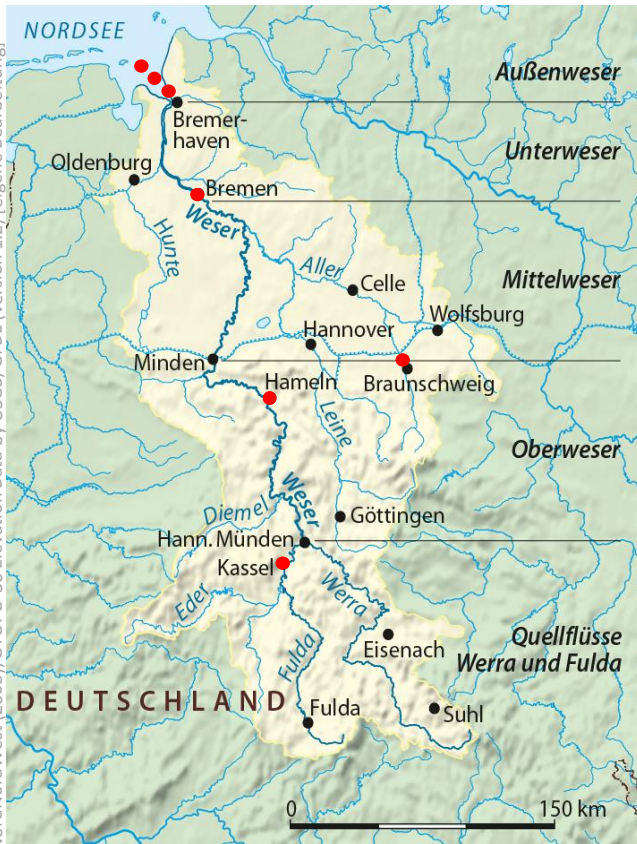 NORDSEE
Außenweser
Bremer-
haven
Unterweser
Oldenburg
Bremen
Weser
Hunte
Aller
Mittelweser
Celle
Wolfsburg
Hannover
Minden
Braunschweig
Hameln
Leine
Oberweser
Weser
Diemel
Göttingen
Hann. Münden
Kassel
Werra
Eder
Fulda
Eisenach
Quellflüsse
Werra und Fulda
DEUTSCHLAND
Fulda
Suhl
0 150 km